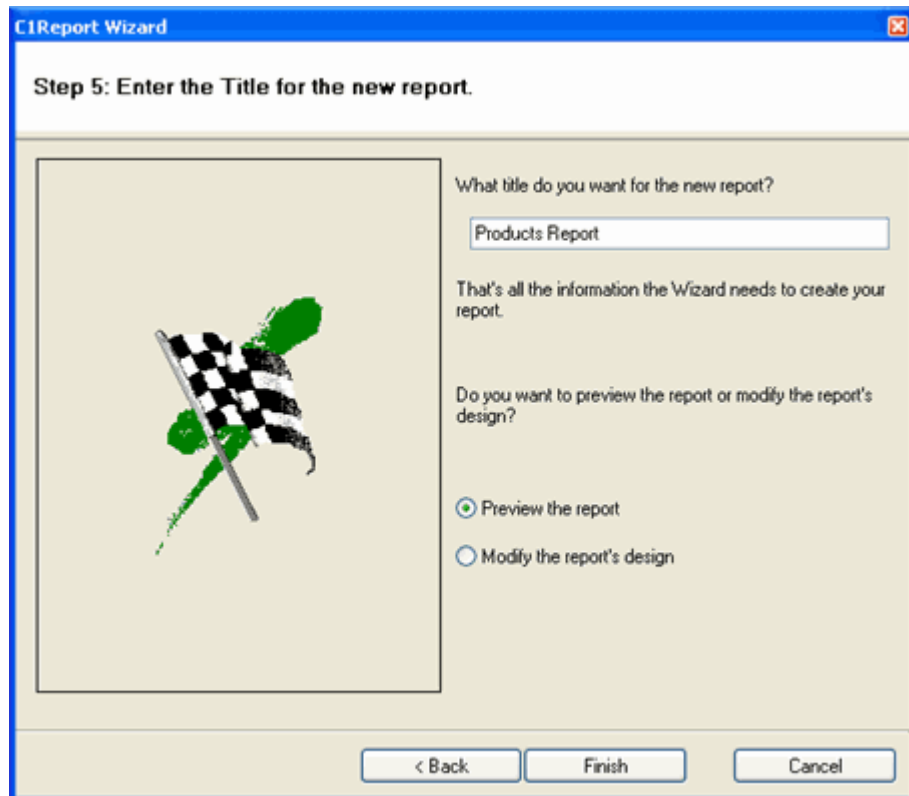 C1Report Wizard
Step 5: Enter the Title for the new report.
What title do you want for the new report?
Products Report
That's all the information the Wizard needs to create your
report.
Do you want to preview the report or modify the report's
design?
Preview the report
Modify the report's design
< Back
Finish
Cancel